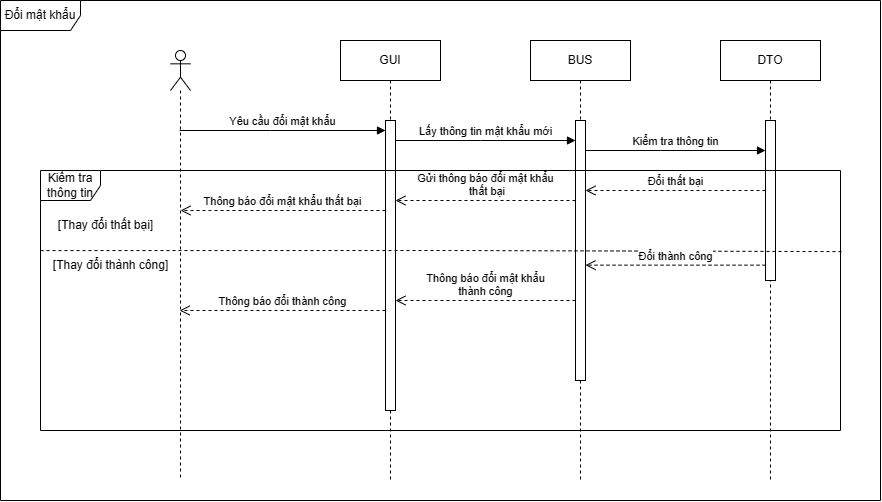 Đổi mật khẩu
GUI
BUS
DTO
Yêu cầu đổi mật khẩu
Lấy thông tin mật khẩu mới
Kiểm tra thông tin
Kiểm tra
thông tin
Gửi thông báo đổi mật khẩu
thất bại
Đổi thất bại
Thông báo đổi mật khẩu thất bại
[Thay đổi thất bại]
[Thay đổi thành công]
Đổi thành công
Thông báo đổi mật khẩu
thành công
Thông báo đổi thành công